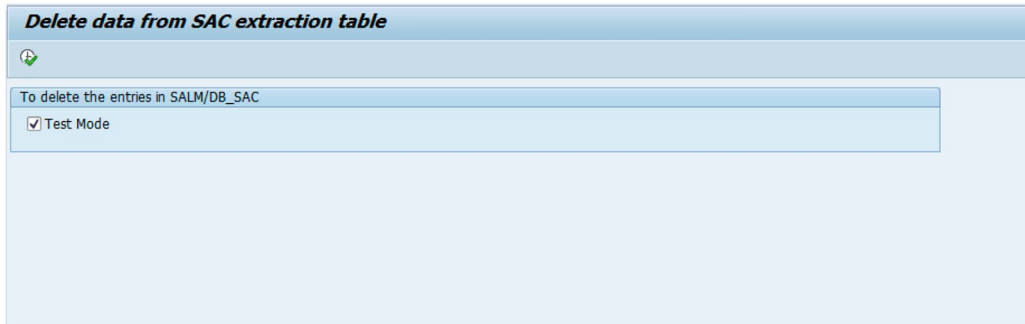 Delete data from SAC extraction table
To delete the entries in SALM/DB_SAC
Test Mode